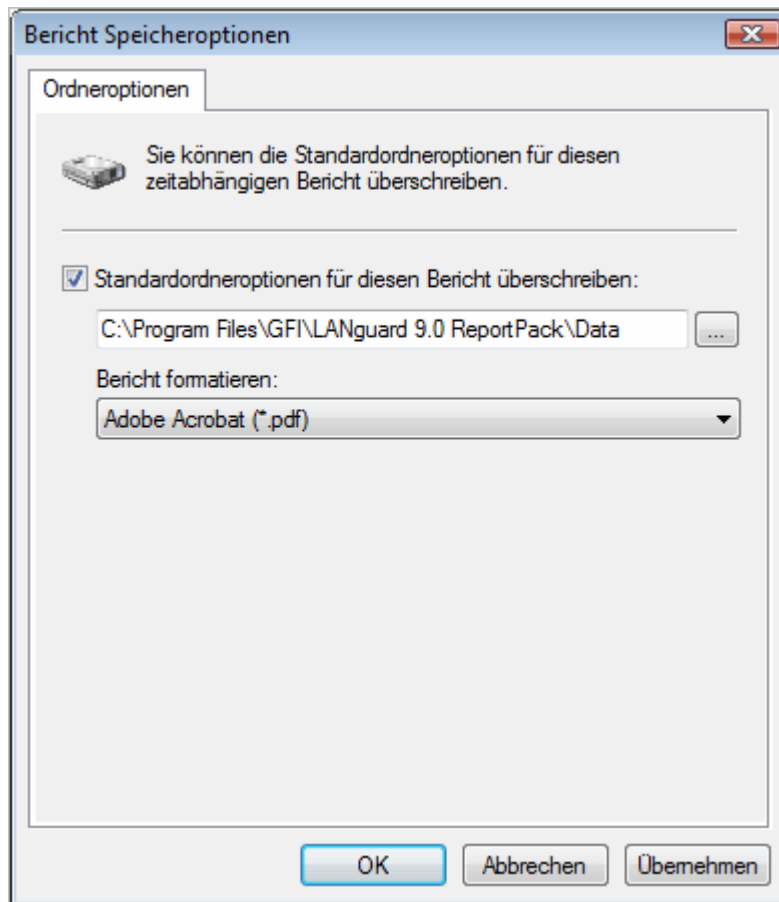 Bericht Speicheroptionen
Ordneroptionen
Sie können die Standardordneroptionen für diesen
zeitabhängigen Bericht überschreiben.
Standardordneroptionen für diesen Bericht überschreiben:
C:\Program Files\GFI\LANguard 9.0 ReportPack\Data
...
Bericht formatieren:
Adobe Acrobat (*.pdf)
OK
Abbrechen
Übernehmen